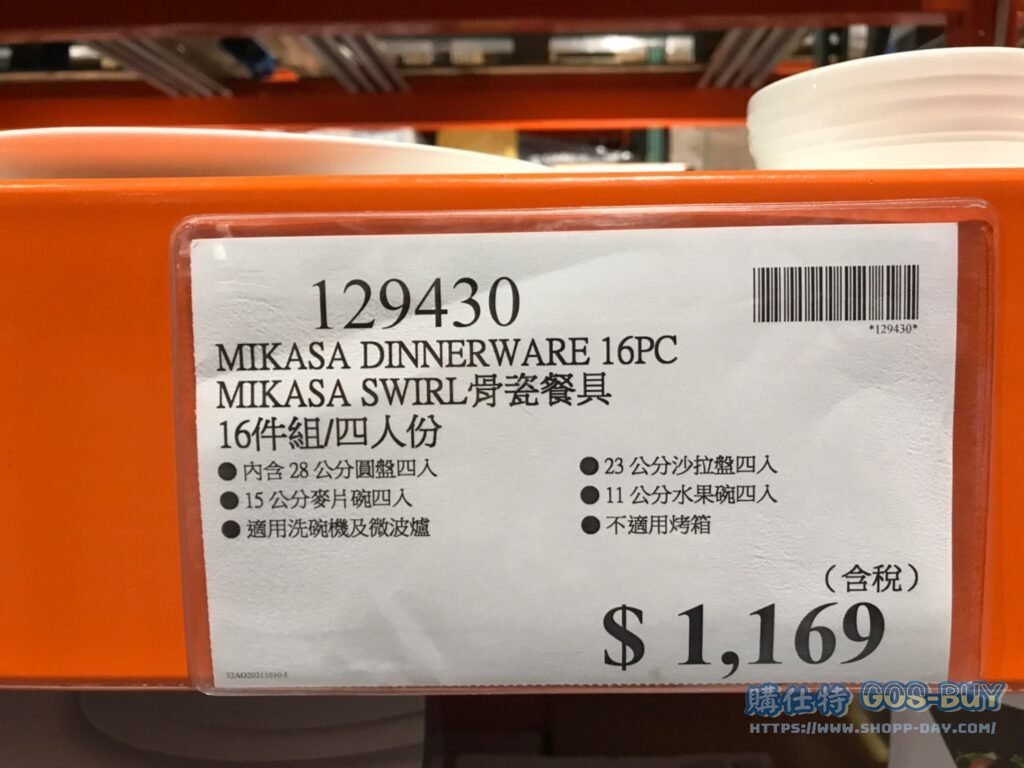 129430
*129430*
MIKASA DINNERWARE 16PC
MIKASA SWIRL骨瓷餐具
16件組/四人份
●內含 28 公分圓盤四入
●23 公分沙拉盤四入
●15 公分麥片碗四入
●11 公分水果碗四入
●適用洗碗機及微波爐
●不適用烤箱
（含稅）
$ 1,169
購仕特 GOS-BUY
HTTPS://WWW.SHOPP-DAY.COM/